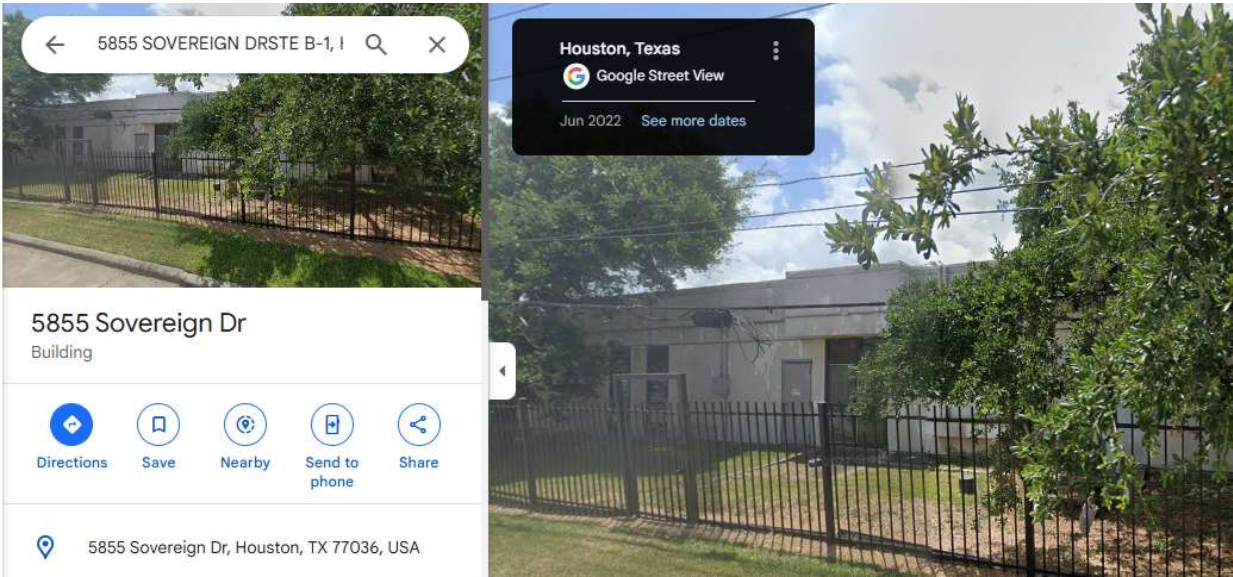 5855 SOVEREIGN DRSTE B-1,
5855 Sovereign Dr
Building
Directions
Save
Nearby
Send to
phone
Share
5855 Sovereign Dr, Houston, TX 77036, USA
Houston, Texas
Google Street View
Jun 2022 See more dates